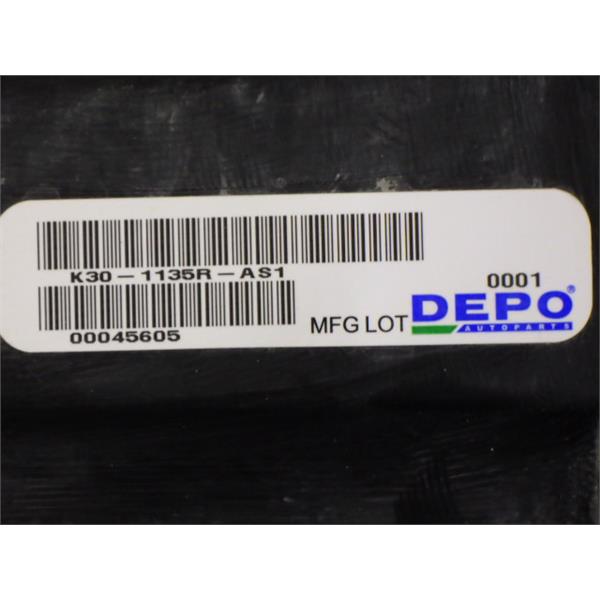 K30-1135R-AS1
0001
00045605
MFG LOT
DEPO®
AUTOPARTS